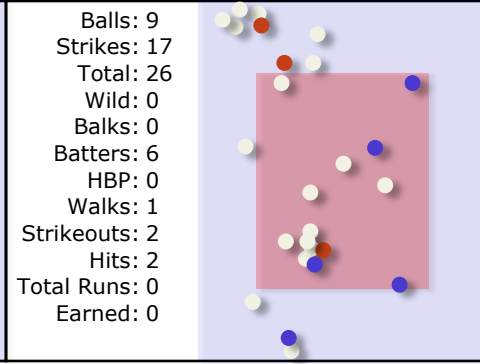 Balls: 9
Strikes: 17
Total: 26
Wild: 0
Balks: 0
Batters: 6
HBP: 0
Walks: 1
Strikeouts: 2
Hits: 2
Total Runs: 0
Earned: 0